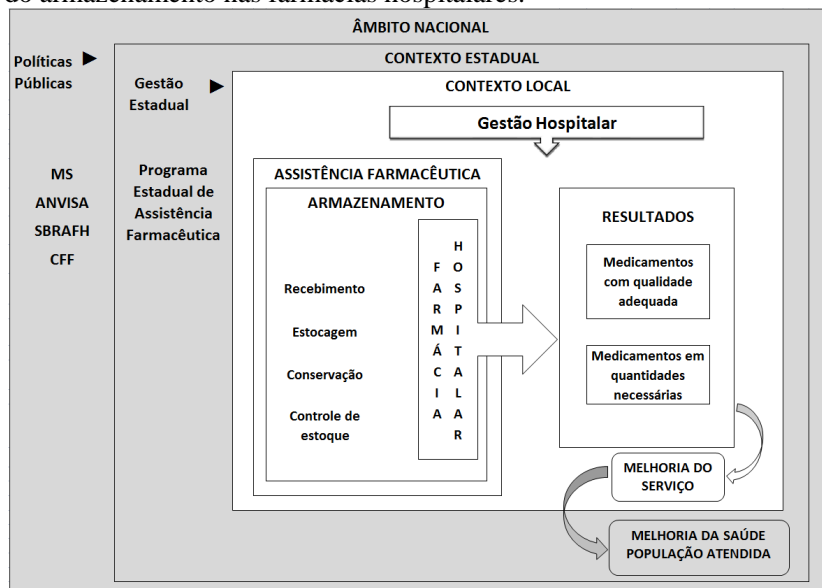 do armazenamento nas farmácias hospitalares.
ÂMBITO NACIONAL
Políticas
Públicas
MS
ANVISA
SBRAFH
CFF
CONTEXTO ESTADUAL
Gestão
Estadual
Programa
Estadual de
Assistência
Farmacêutica
CONTEXTO LOCAL
Gestão Hospitalar
ASSISTÊNCIA FARMACÊUTICA
ARMAZENAMENTO
Recebimento
Estocagem
Conservação
Controle de
estoque
FARMÁCIA
HOSPITALAR
RESULTADOS
Medicamentos
com qualidade
adequada
Medicamentos em
quantidades
necessárias
MELHORIA DO
SERVIÇO
MELHORIA DA SAÚDE
POPULAÇÃO ATENDIDA